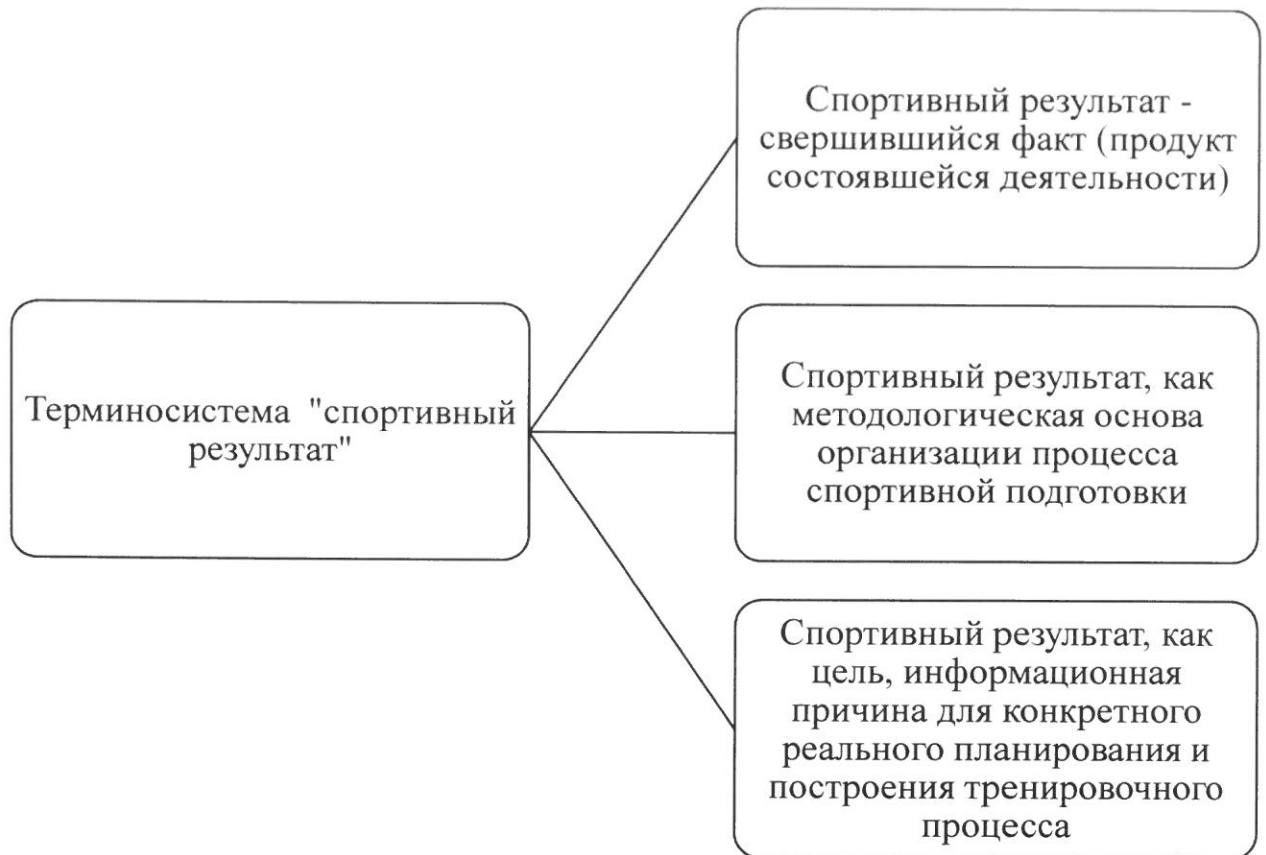 Спортивный результат -
свершившийся факт (продукт
состоявшейся деятельности)
Терминосистема "спортивный
результат"
Спортивный результат, как
методологическая основа
организации процесса
спортивной подготовки
Спортивный результат, как
цель, информационная
причина для конкретного
реального планирования и
построения тренировочного
процесса